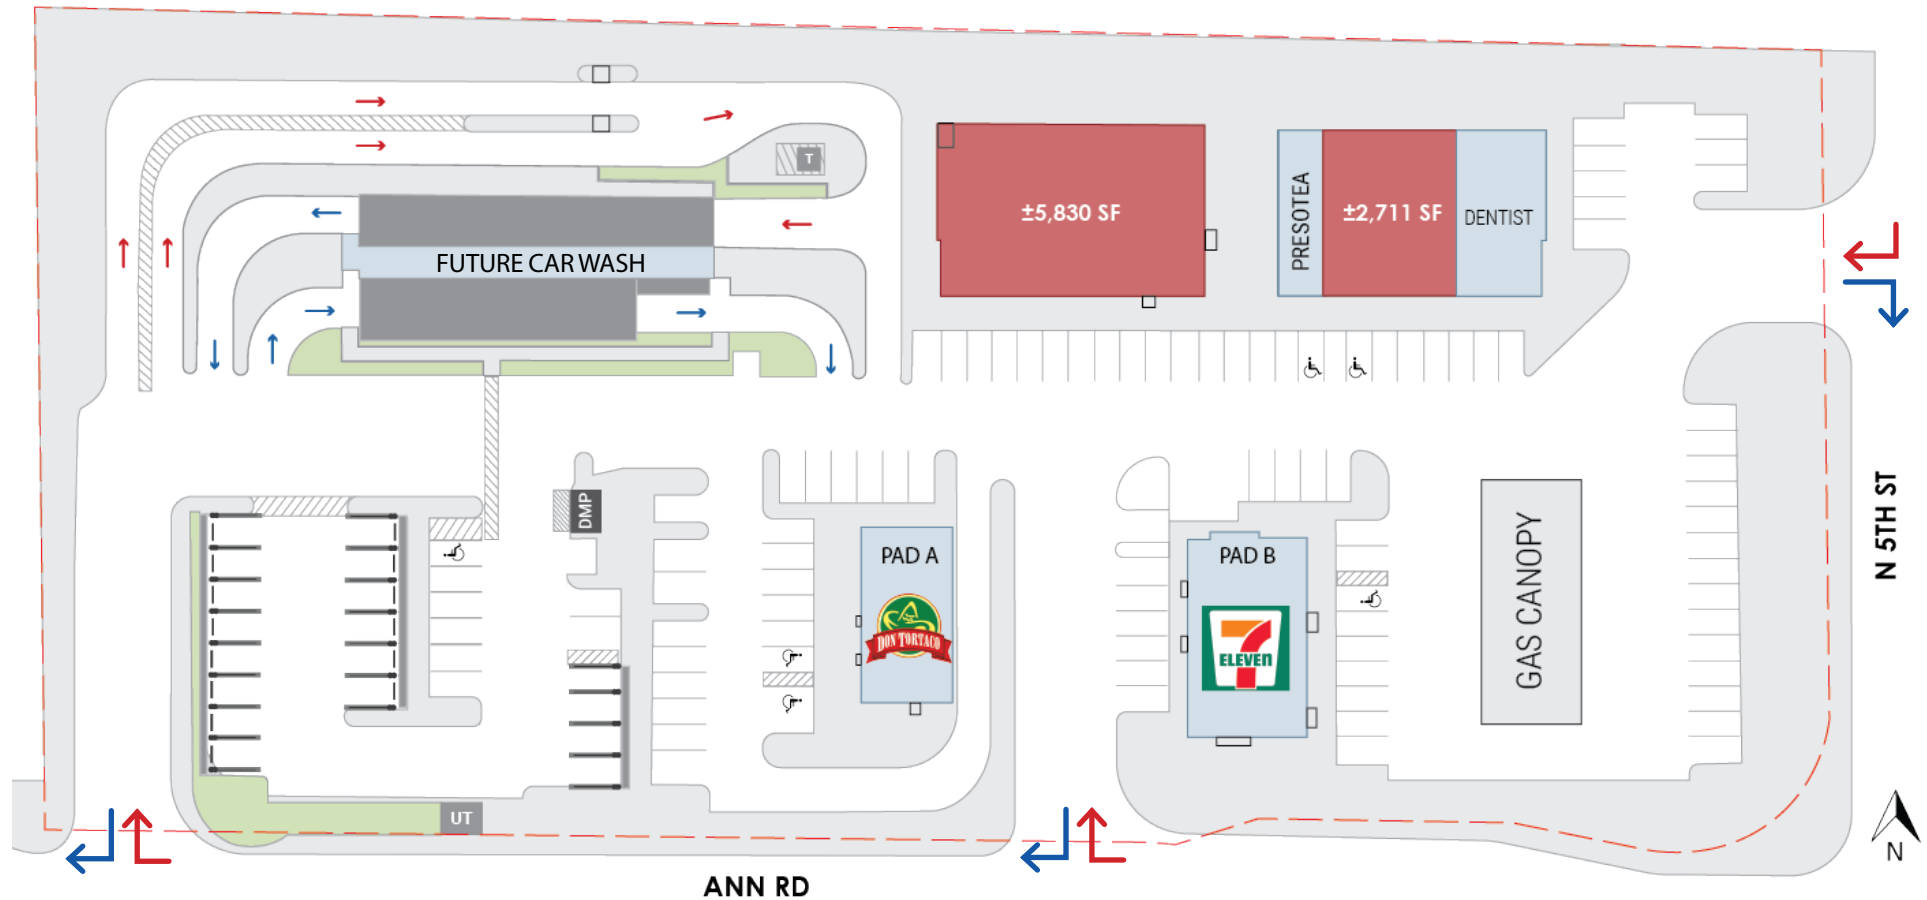 T
FUTURE CAR WASH
±5,830 SF
PRESOTEA
±2,711 SF
DENTIST
DMP
PAD A
DON TORTACO
PAD B
7
ELEVEN
GAS CANOPY
N 5TH ST
UT
N
ANN RD